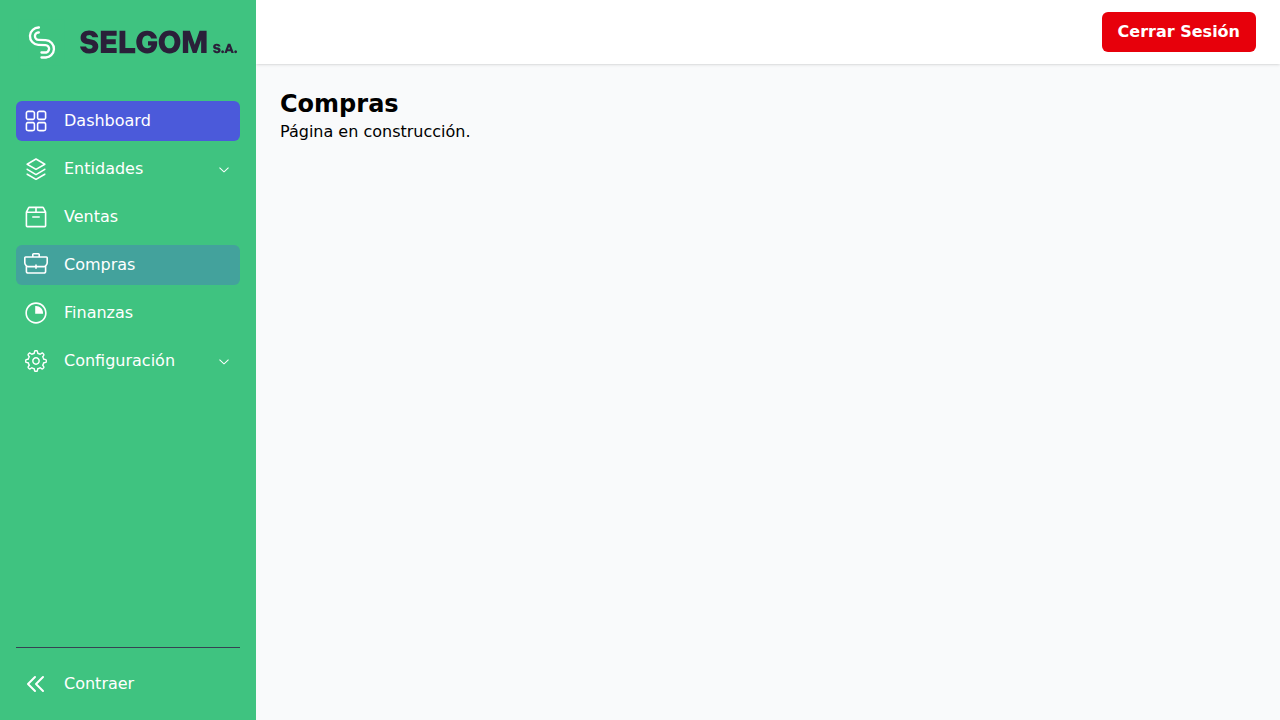 SELGOM S.A.
Cerrar Sesión
Dashboard
Entidades
Ventas
Compras
Finanzas
Configuración
Contraer
Compras
Página en construcción.